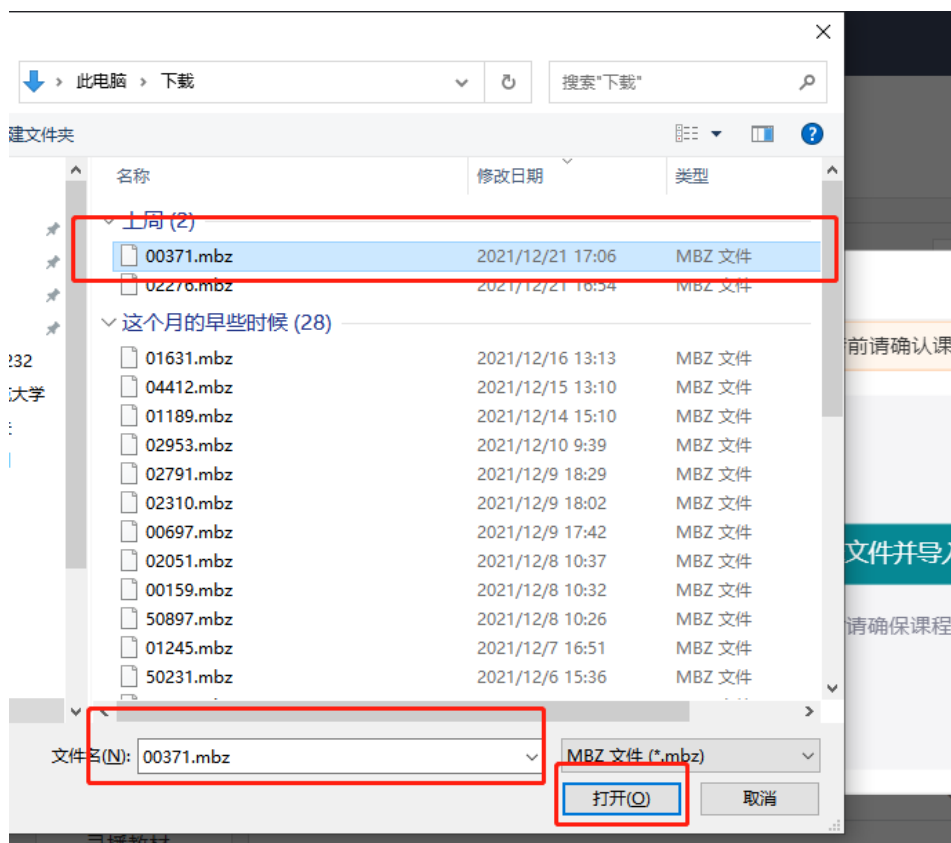 此电脑 › 下载
搜索"下载"
建文件夹
名称 修改日期 类型
上周 (2)
00371.mbz 2021/12/21 17:06 MBZ 文件
02276.mbz 2021/12/21 16:54 MBZ 文件
这个月的早些时候 (28)
232
01631.mbz 2021/12/16 13:13 MBZ 文件
前请确认课
大学
04412.mbz 2021/12/15 13:10 MBZ 文件
01189.mbz 2021/12/14 15:10 MBZ 文件
02953.mbz 2021/12/10 9:39 MBZ 文件
02791.mbz 2021/12/9 18:29 MBZ 文件
02310.mbz 2021/12/9 18:02 MBZ 文件
00697.mbz 2021/12/9 17:42 MBZ 文件
02051.mbz 2021/12/8 10:37 MBZ 文件
文件并导入
00159.mbz 2021/12/8 10:32 MBZ 文件
50897.mbz 2021/12/8 10:26 MBZ 文件
请确保课程
01245.mbz 2021/12/7 16:51 MBZ 文件
50231.mbz 2021/12/6 15:36 MBZ 文件
文件名(N): 00371.mbz MBZ 文件 (*.mbz)
打开(O) 取消